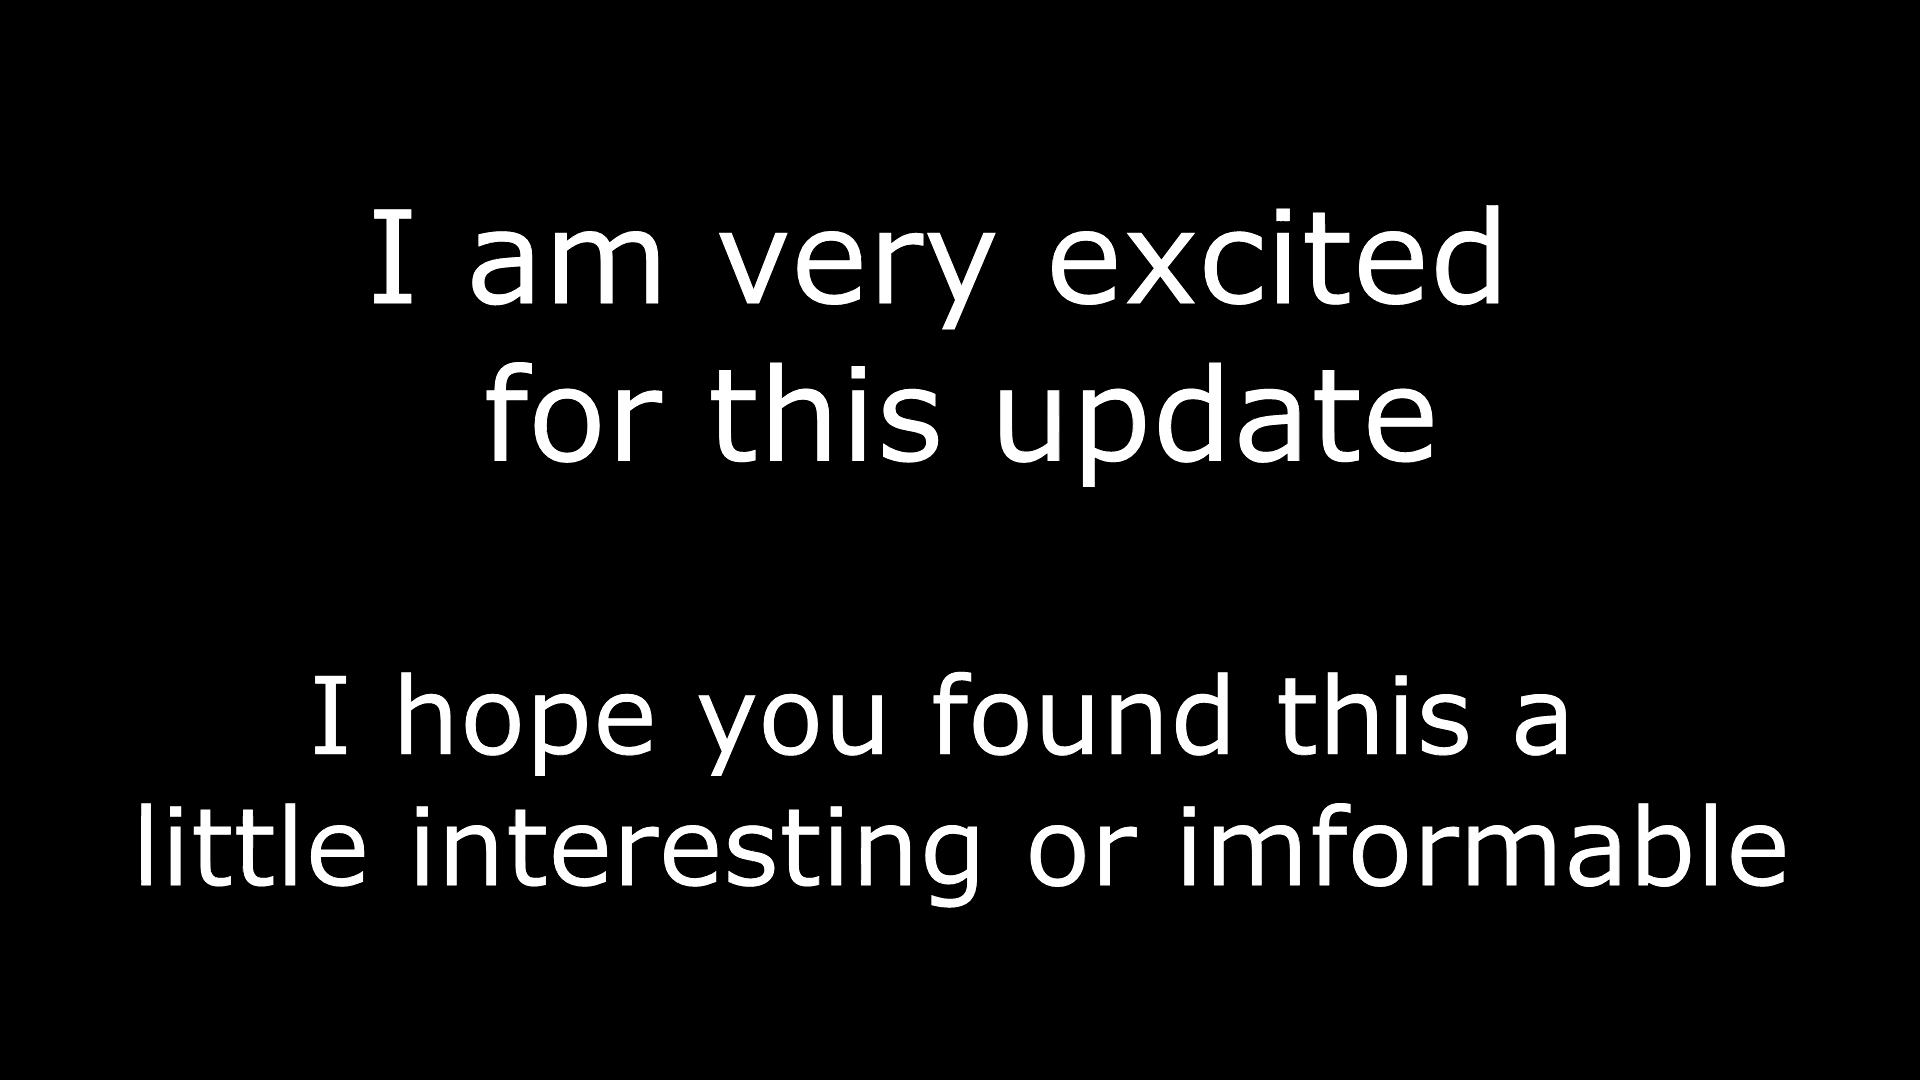 I am very excited
for this update
I hope you found this a
little interesting or imformable